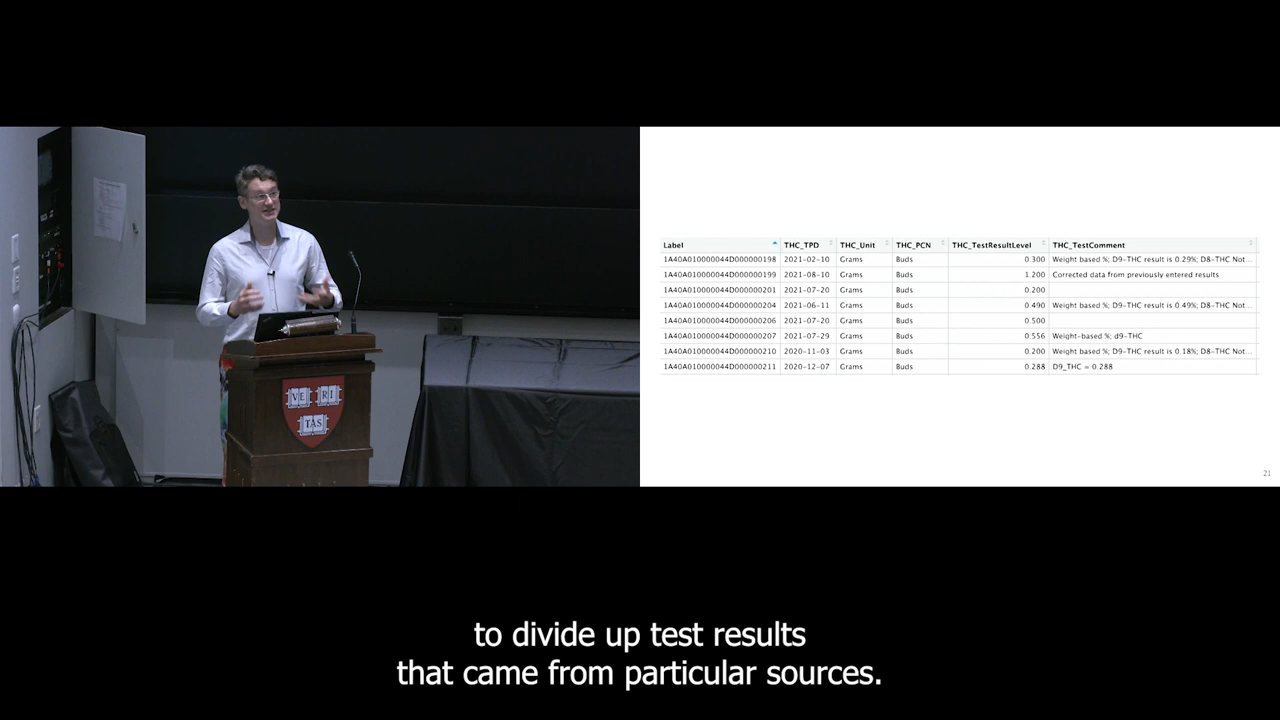 VE RI
TAS
Label THC_TPD THC_Unit THC_PCN THC_TestResultLevel THC_TestComment
1A40A010000044D000000198 2021-02-10 Grams Buds 0.300 Weight based %; D9-THC result is 0.29%; D8-THC Not...
1A40A010000044D000000199 2021-08-10 Grams Buds 1.200 Corrected data from previously entered results
1A40A010000044D000000201 2021-07-20 Grams Buds 0.200
1A40A010000044D000000204 2021-06-11 Grams Buds 0.490 Weight based %; D9-THC result is 0.49%; D8-THC Not...
1A40A010000044D000000206 2021-07-20 Grams Buds 0.500
1A40A010000044D000000207 2021-07-29 Grams Buds 0.556 Weight-based %; d9-THC
1A40A010000044D000000210 2020-11-03 Grams Buds 0.200 Weight based %; D9-THC result is 0.18%; D8-THC Not...
1A40A010000044D000000211 2020-12-07 Grams Buds 0.288 D9_THC = 0.288
21
to divide up test results
that came from particular sources.